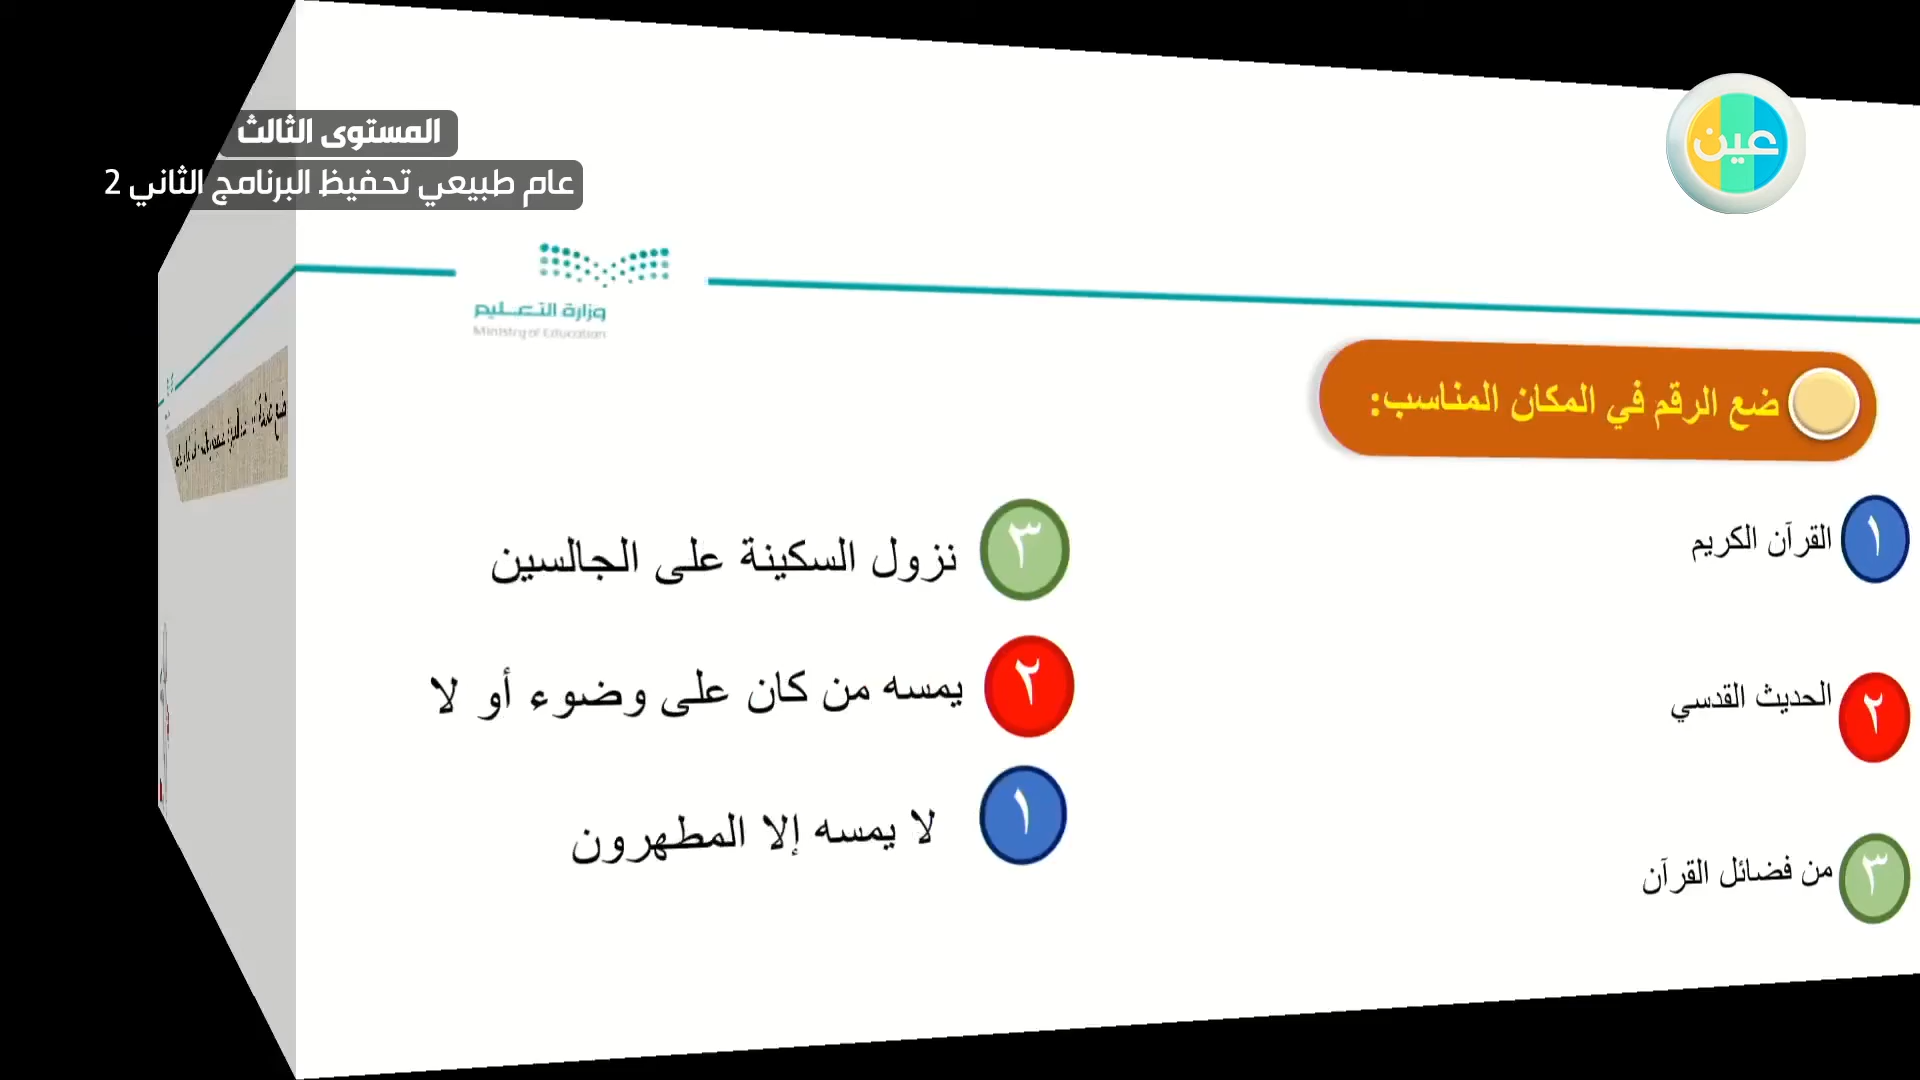 المستوى الثالث
عام طبيعي تحفيظ البرنامج الثاني 2
عين
وزارة التعليم
Ministry of Education
ضع الرقم في المكان المناسب:
١ القرآن الكريم
٢ الحديث القدسي
٣ من فضائل القرآن
٣ نزول السكينة على الجالسين
٢ يمسه من كان على وضوء أو لا
١ لا يمسه إلا المطهرون